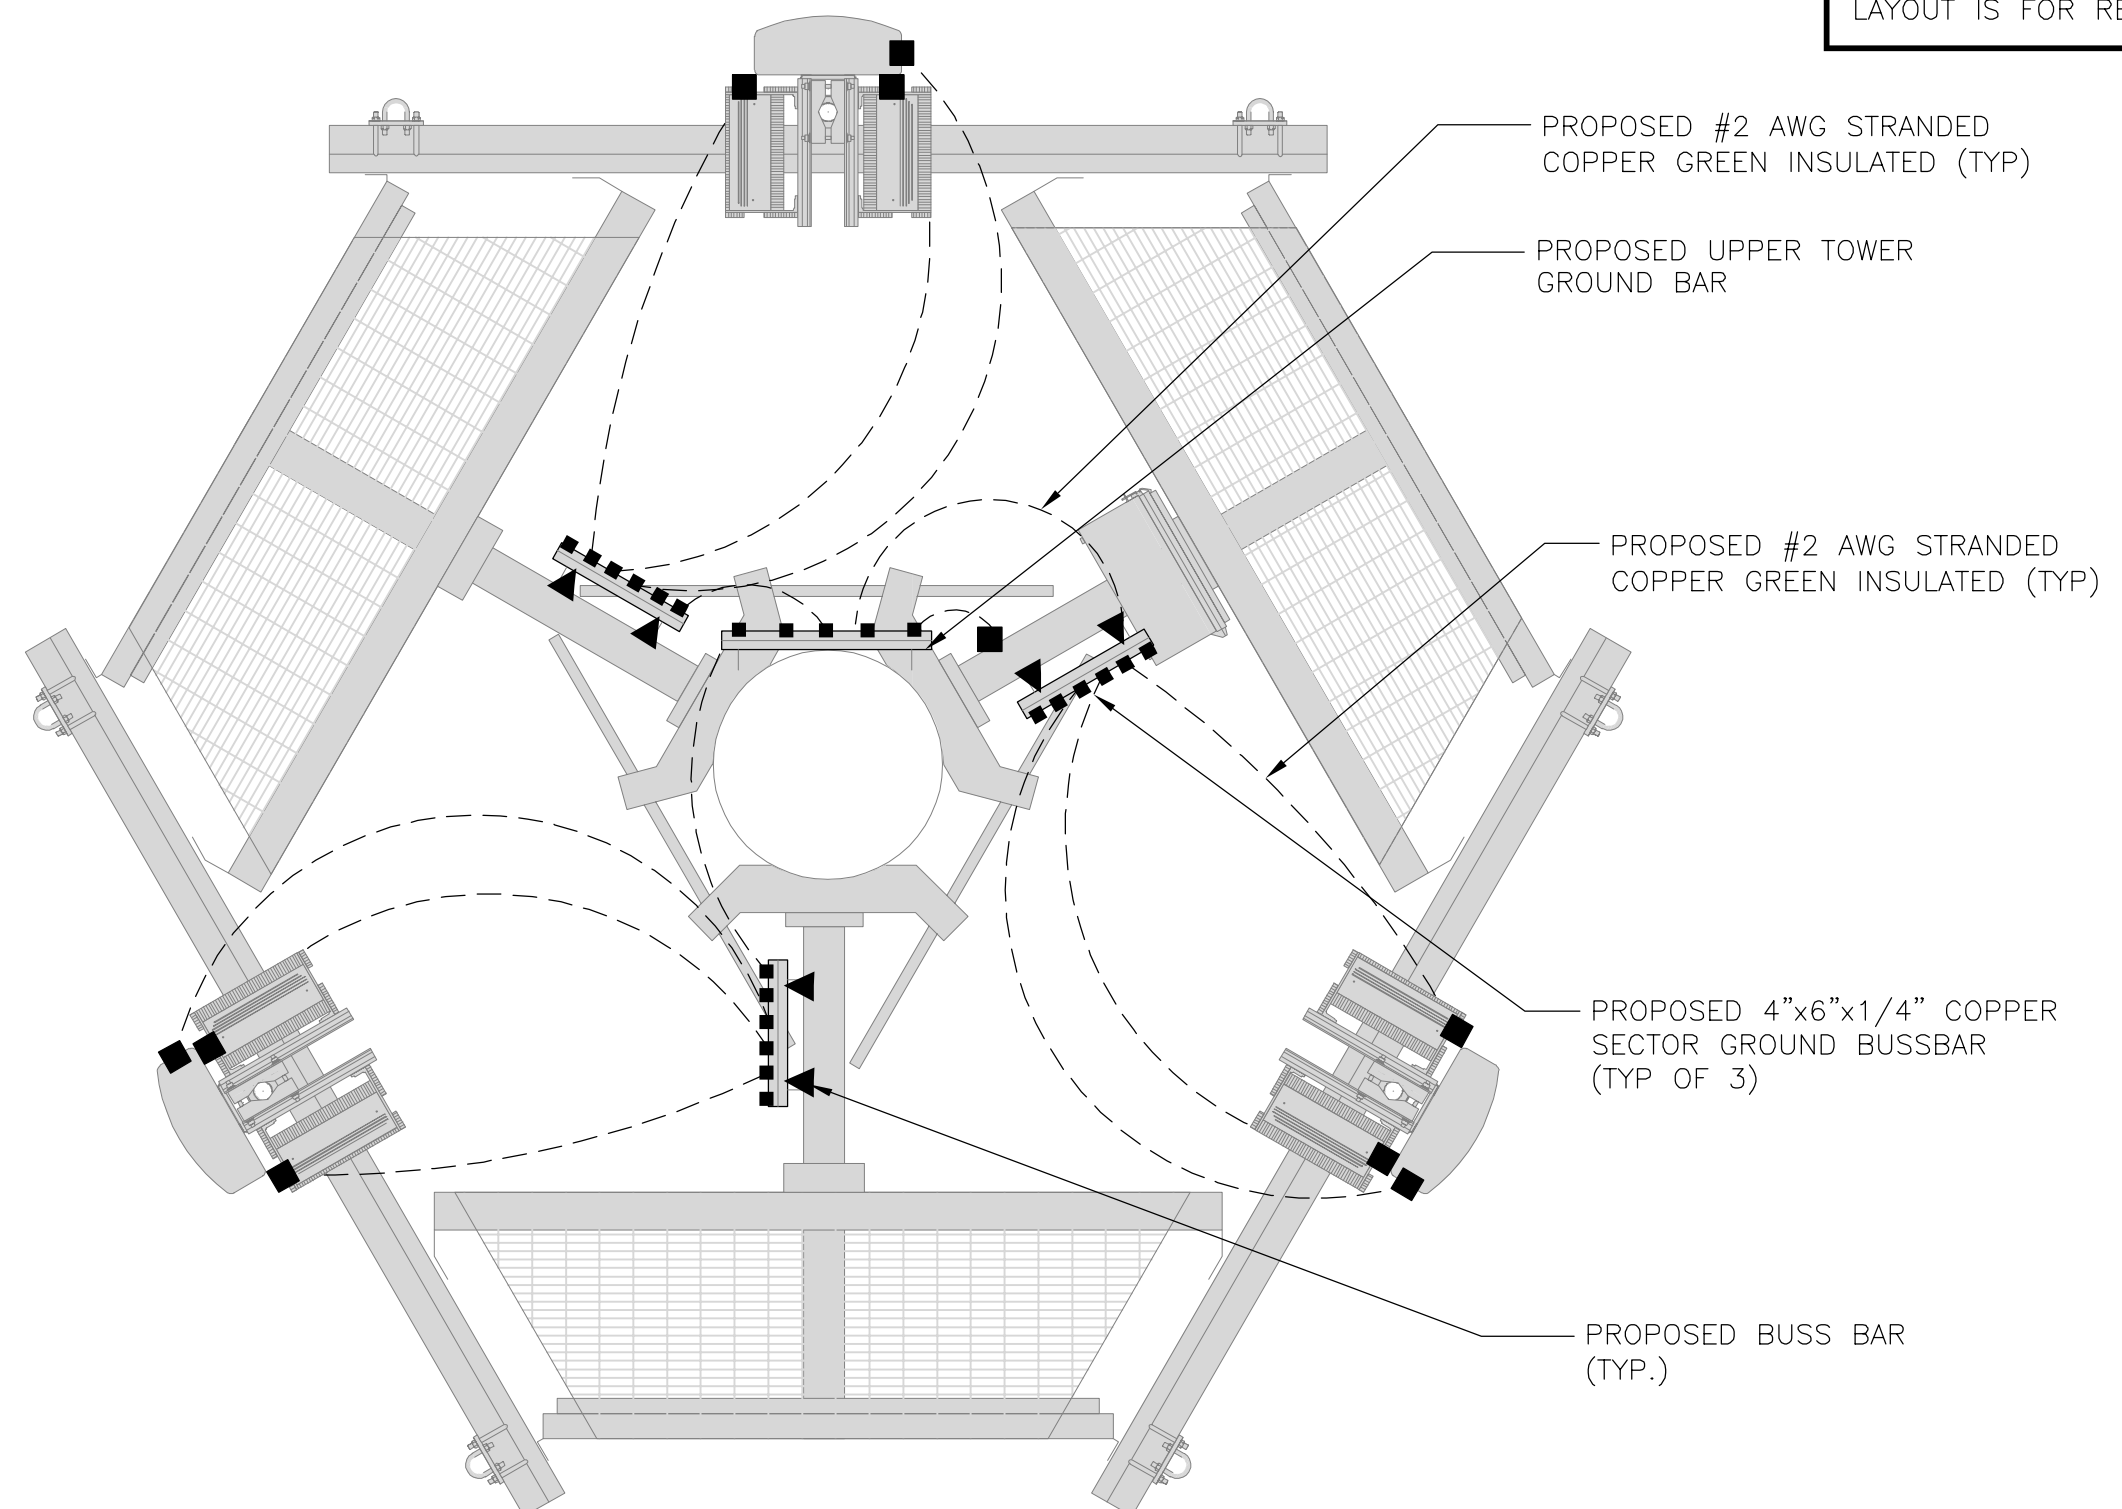 LAYOUT IS FOR
PROPOSED #2 AWG STRANDED
COPPER GREEN INSULATED (TYP)
PROPOSED UPPER TOWER
GROUND BAR
PROPOSED #2 AWG STRANDED
COPPER GREEN INSULATED (TYP)
PROPOSED 4”x6”x1/4” COPPER
SECTOR GROUND BUSSBAR
(TYP OF 3)
PROPOSED BUSS BAR
(TYP.)